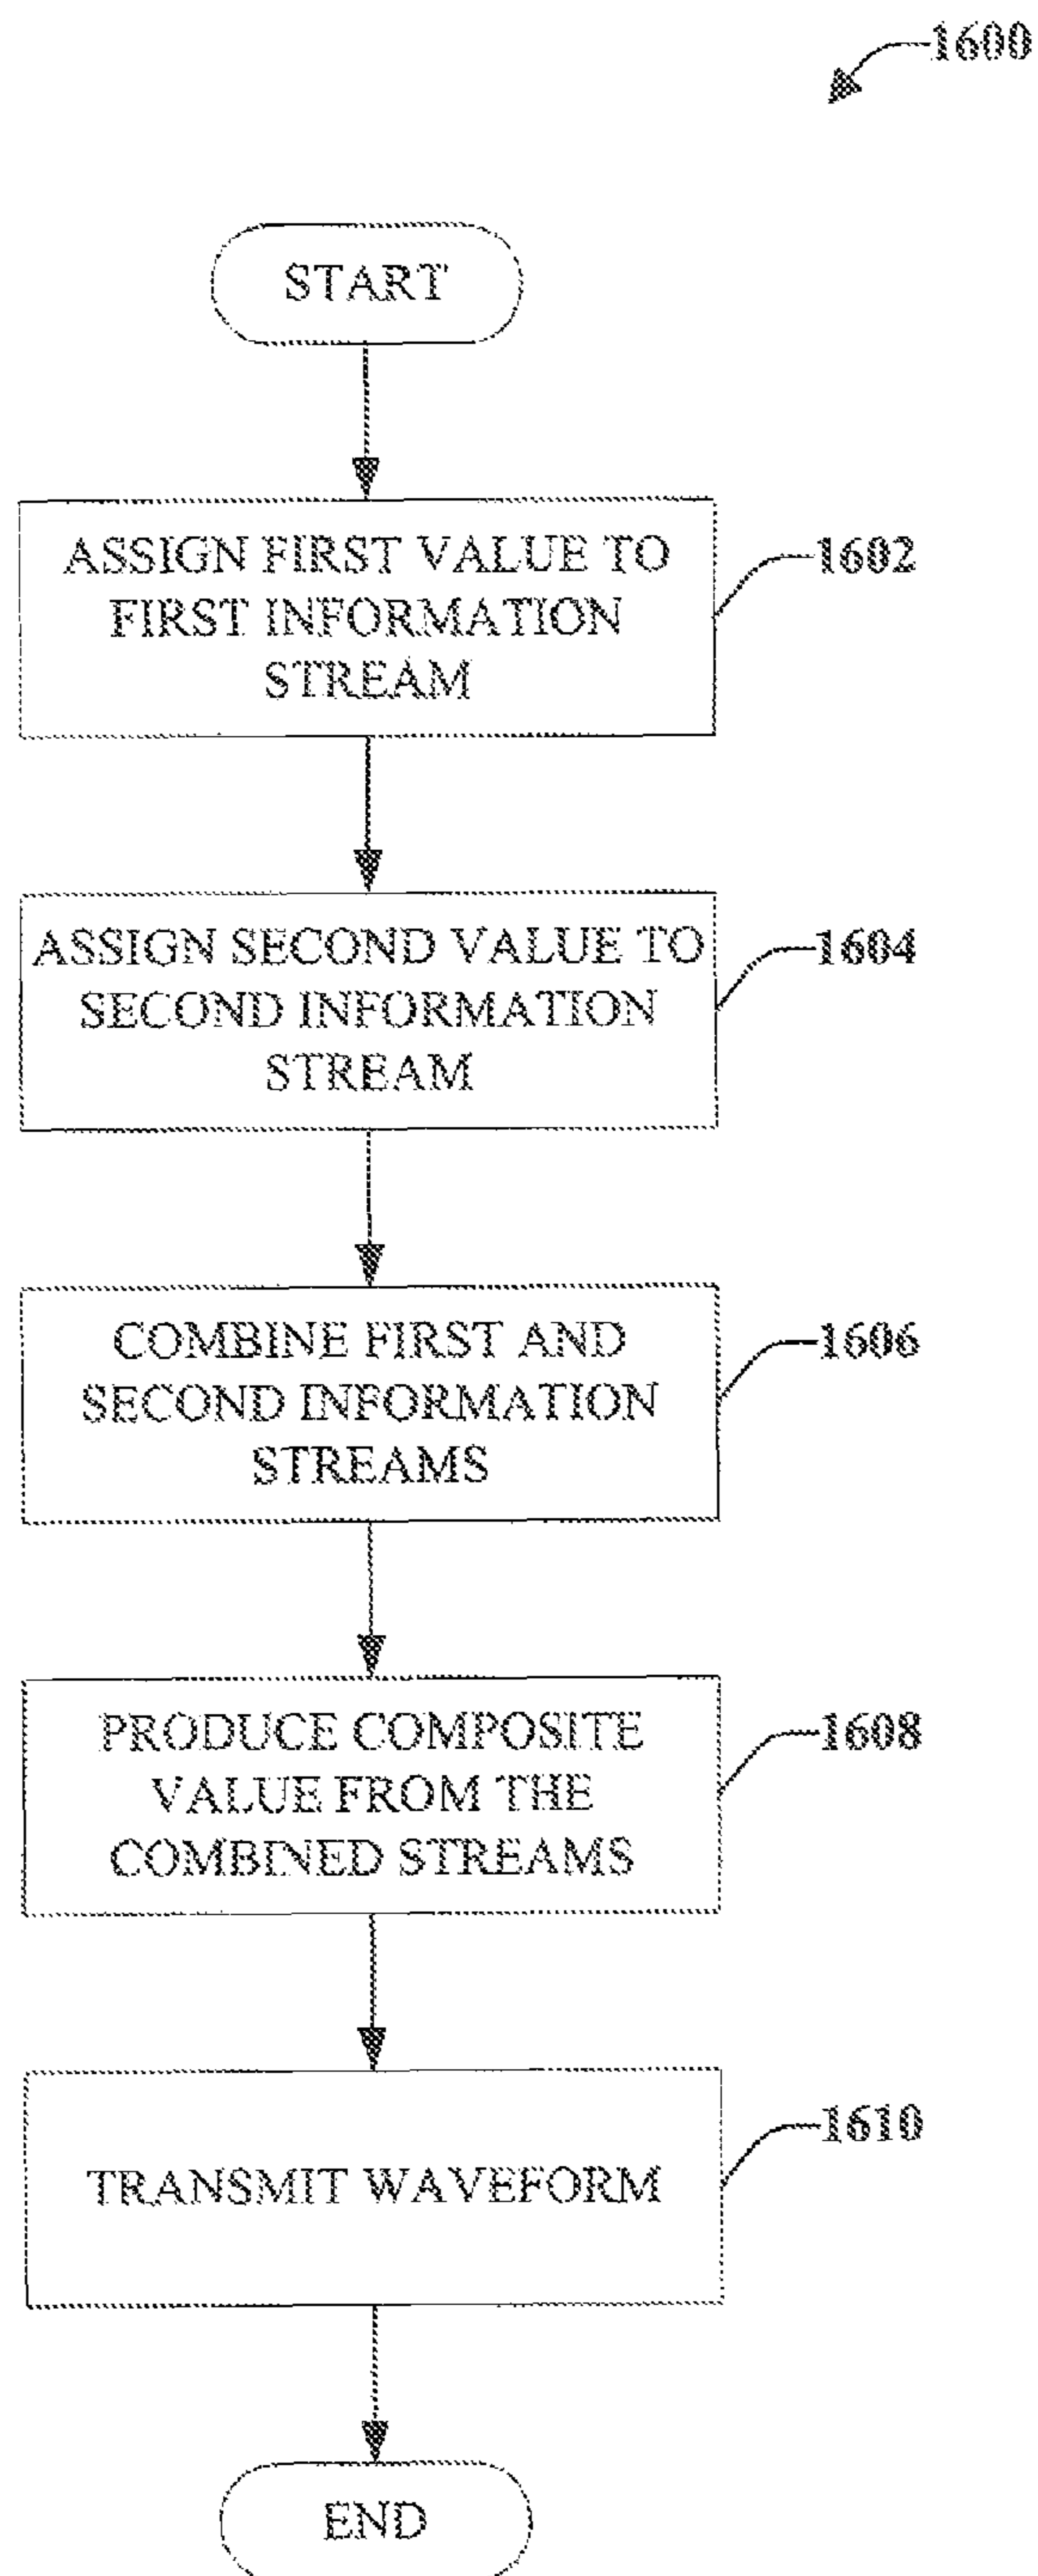 1600
START
ASSIGN FIRST VALUE TO
FIRST INFORMATION
STREAM
1602
ASSIGN SECOND VALUE TO
SECOND INFORMATION
STREAM
1604
COMBINE FIRST AND
SECOND INFORMATION
STREAMS
1606
PRODUCE COMPOSITE
VALUE FROM THE
COMBINED STREAMS
1608
TRANSMIT WAVEFORM
1610
END